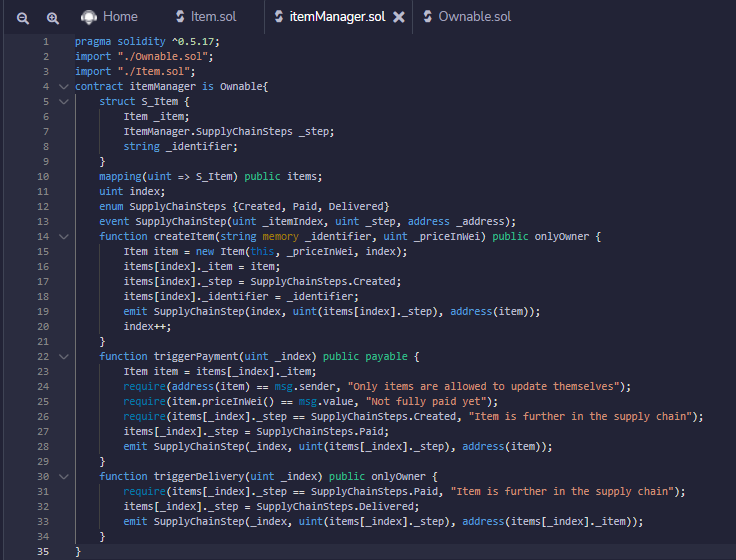 Home Item.sol itemManager.sol Ownable.sol
1 pragma solidity ^0.5.17;
2 import "./Ownable.sol";
3 import "./Item.sol";
4 contract itemManager is Ownable{
5 struct S_Item {
6 Item _item;
7 ItemManager.SupplyChainSteps _step;
8 string _identifier;
9 }
10 mapping(uint => S_Item) public items;
11 uint index;
12 enum SupplyChainSteps {Created, Paid, Delivered}
13 event SupplyChainStep(uint _itemIndex, uint _step, address _address);
14 function createItem(string memory _identifier, uint _priceInWei) public onlyOwner {
15 Item item = new Item(this, _priceInWei, index);
16 items[index]._item = item;
17 items[index]._step = SupplyChainSteps.Created;
18 items[index]._identifier = _identifier;
19 emit SupplyChainStep(index, uint(items[index]._step), address(item));
20 index++;
21 }
22 function triggerPayment(uint _index) public payable {
23 Item item = items[_index]._item;
24 require(address(item) == msg.sender, "Only items are allowed to update themselves");
25 require(item.priceInWei() == msg.value, "Not fully paid yet");
26 require(items[_index]._step == SupplyChainSteps.Created, "Item is further in the supply chain");
27 items[_index]._step = SupplyChainSteps.Paid;
28 emit SupplyChainStep(_index, uint(items[_index]._step), address(item));
29 }
30 function triggerDelivery(uint _index) public onlyOwner {
31 require(items[_index]._step == SupplyChainSteps.Paid, "Item is further in the supply chain");
32 items[_index]._step = SupplyChainSteps.Delivered;
33 emit SupplyChainStep(_index, uint(items[_index]._step), address(items[_index]._item));
34 }
35 }